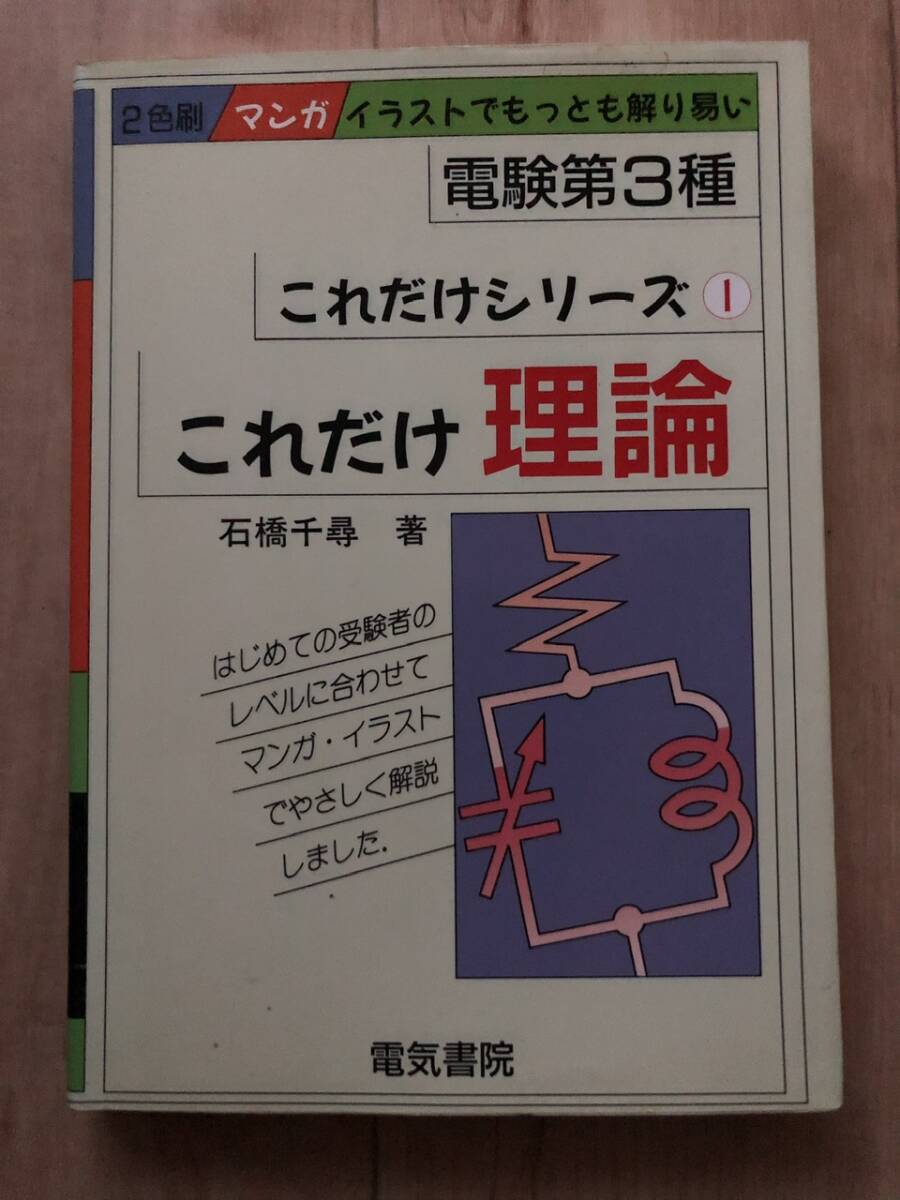 2色刷 マンガ イラストでもっとも解り易い
電験第3種
これだけシリーズ 1
これだけ 理論
石橋千尋 著
はじめての受験者の
レベルに合わせて
マンガ・イラスト
でやさしく解説
しました.
電気書院